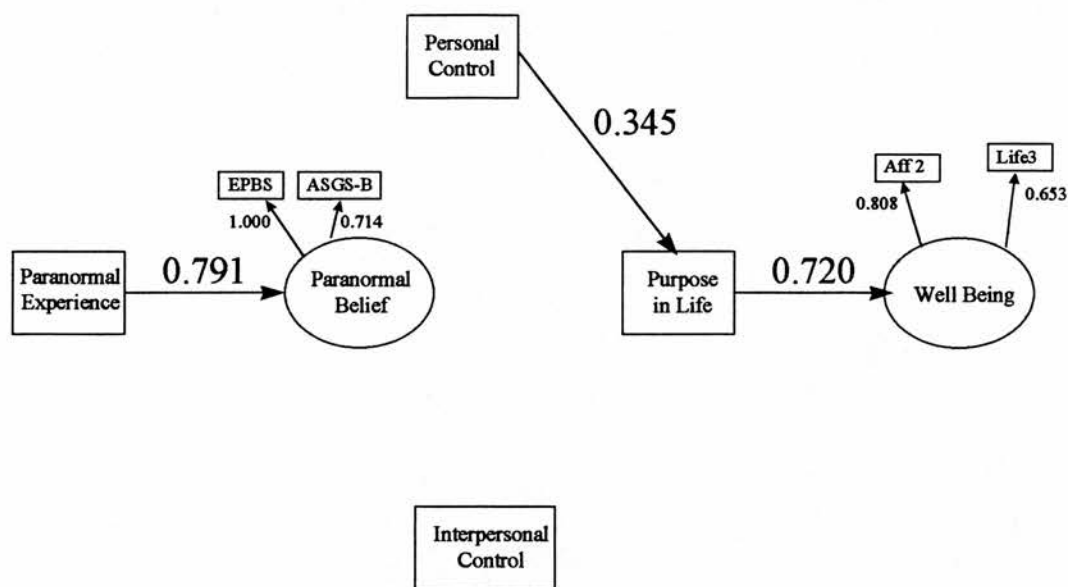 Personal
Control
0.345
EPBS
ASGS-B
Aff 2
Life3
1.000
0.714
0.808
0.653
Paranormal
Experience
0.791
Paranormal
Belief
Purpose
in Life
0.720
Well Being
Interpersonal
Control